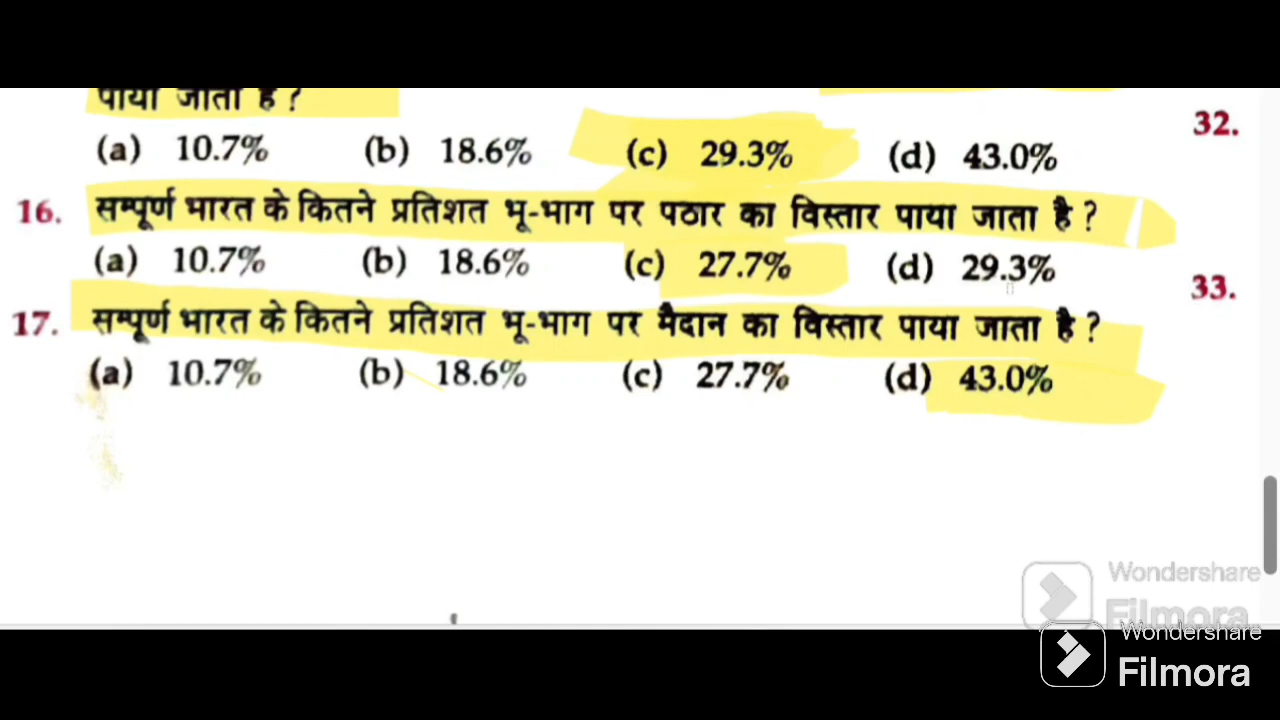 पाया जाता है ?
(a) 10.7% (b) 18.6% (c) 29.3% (d) 43.0%
32.
16. सम्पूर्ण भारत के कितने प्रतिशत भू-भाग पर पठार का विस्तार पाया जाता है ?
(a) 10.7% (b) 18.6% (c) 27.7% (d) 29.3%
33.
17. सम्पूर्ण भारत के कितने प्रतिशत भू-भाग पर मैदान का विस्तार पाया जाता है ?
(a) 10.7% (b) 18.6% (c) 27.7% (d) 43.0%
Wondershare
Filmora
Wondershare
Filmora